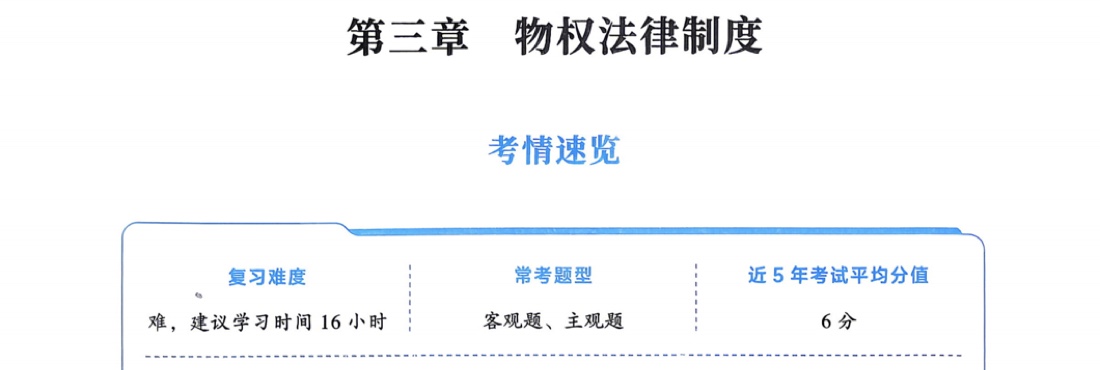 第三章 物权法律制度
考情速览
复习难度 常考题型 近 5 年考试平均分值
难，建议学习时间 16 小时 客观题、主观题 6 分